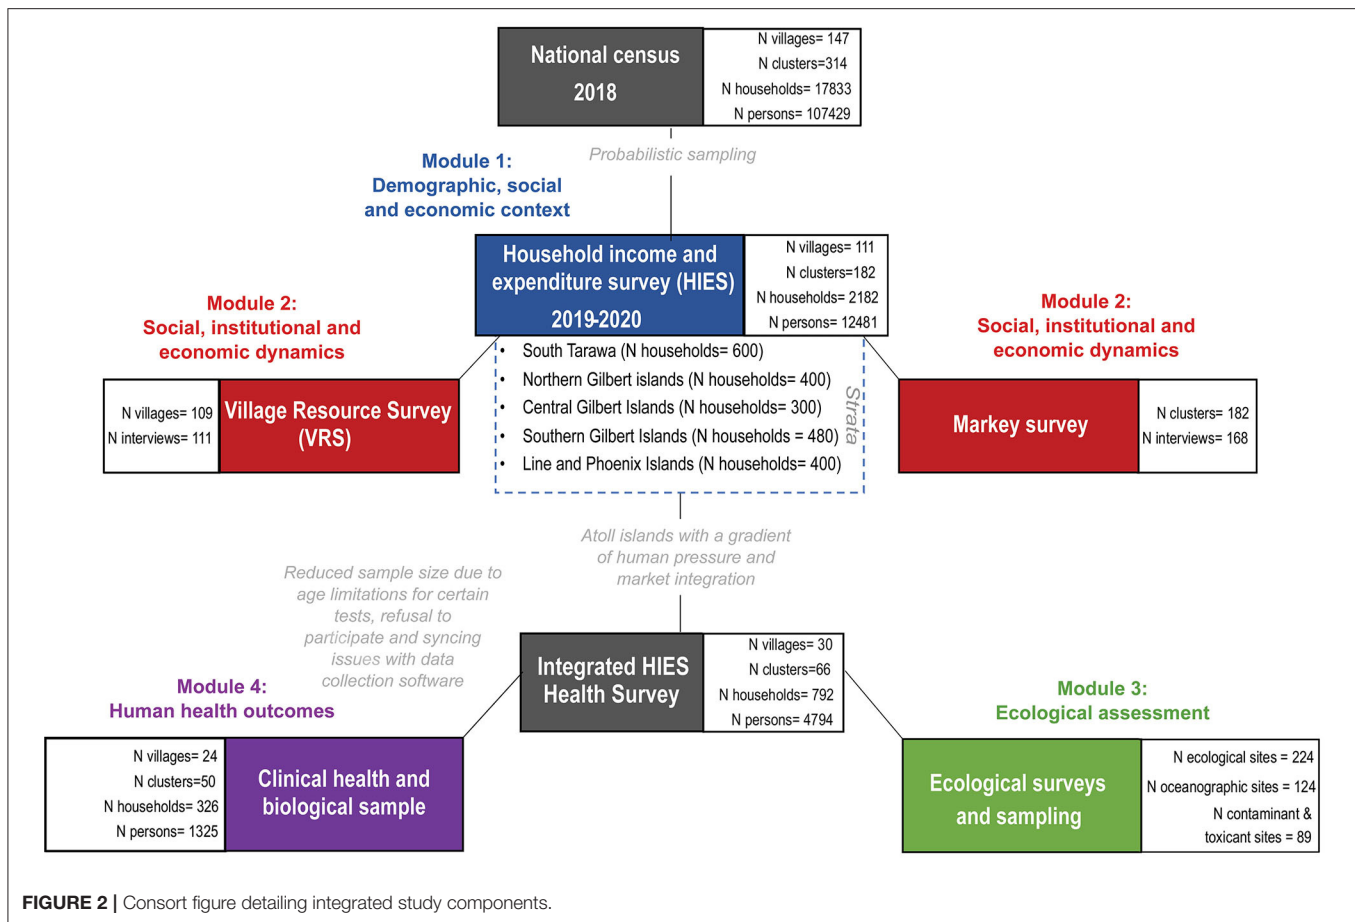 National census
2018
N villages= 147
N clusters=314
N households= 17833
N persons= 107429
Probabilistic sampling
Module 1:
Demographic, social
and economic context
Household income and
expenditure survey (HIES)
2019-2020
N villages= 111
N clusters=182
N households= 2182
N persons= 12481
Module 2:
Social, institutional and
economic dynamics
N villages= 109
N interviews= 111
Village Resource Survey
(VRS)
• South Tarawa (N households= 600)
• Northern Gilbert islands (N households= 400)
• Central Gilbert Islands (N households= 300)
• Southern Gilbert Islands (N households = 480)
• Line and Phoenix Islands (N households= 400)
Strata
Module 2:
Social, institutional and
economic dynamics
Markey survey
N clusters= 182
N interviews= 168
Atoll islands with a gradient
of human pressure and
market integration
Reduced sample size due to
age limitations for certain
tests, refusal to
participate and syncing
issues with data
collection software
Integrated HIES
Health Survey
N villages= 30
N clusters=66
N households= 792
N persons= 4794
Module 4:
Human health outcomes
N villages= 24
N clusters=50
N households= 326
N persons= 1325
Clinical health and
biological sample
Module 3:
Ecological assessment
Ecological surveys
and sampling
N ecological sites = 224
N oceanographic sites = 124
N contaminant &
toxicant sites = 89
FIGURE 2 | Consort figure detailing integrated study components.